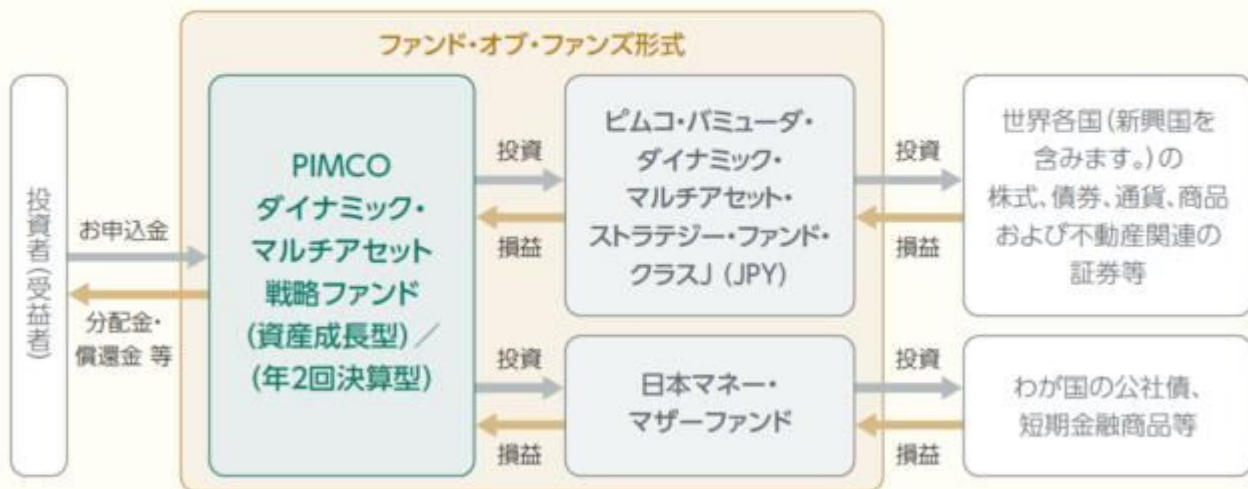 ファンド・オブ・ファンズ形式
投資者(受益者)
お申込金
分配金・
償還金 等
PIMCO
ダイナミック・
マルチアセット
戦略ファンド
(資産成長型)／
(年2回決算型)
投資
損益
ピムコ・バミューダ・
ダイナミック・
マルチアセット・
ストラテジー・ファンド・
クラスJ (JPY)
投資
損益
世界各国(新興国を
含みます。)の
株式、債券、通貨、商品
および不動産関連の
証券等
投資
損益
日本マネー・
マザーファンド
投資
損益
わが国の公社債、
短期金融商品等